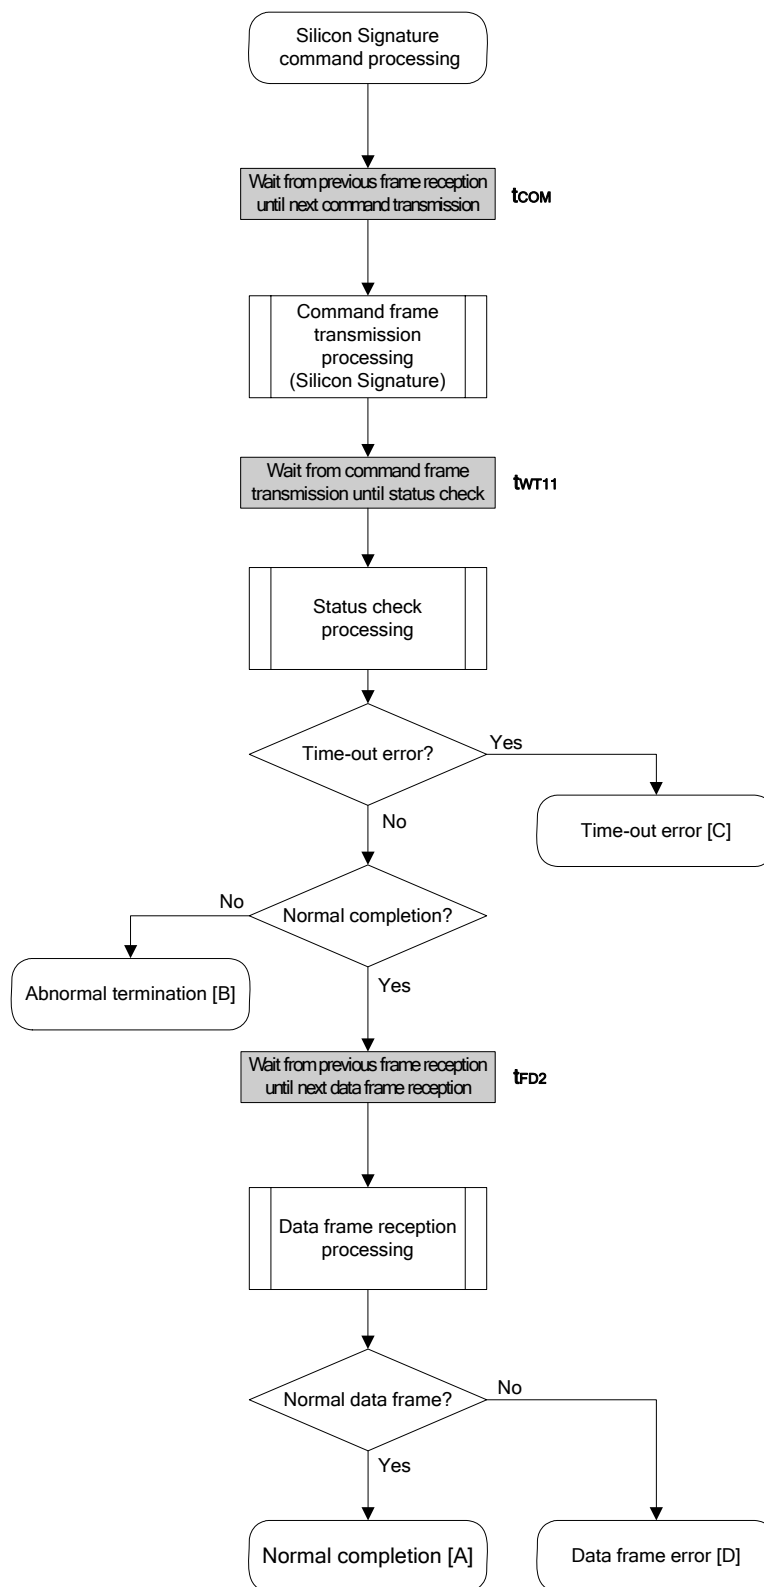 Silicon Signature
command processing
Wait from previous frame reception
until next command transmission
tCOM
Command frame
transmission
processing
(Silicon Signature)
Wait from command frame
transmission until status check
tWT11
Status check
processing
Time-out error?
Yes
No
Time-out error [C]
Normal completion?
No
Yes
Abnormal termination [B]
Wait from previous frame reception
until next data frame reception
tFD2
Data frame reception
processing
Normal data frame?
No
Yes
Normal completion [A]
Data frame error [D]